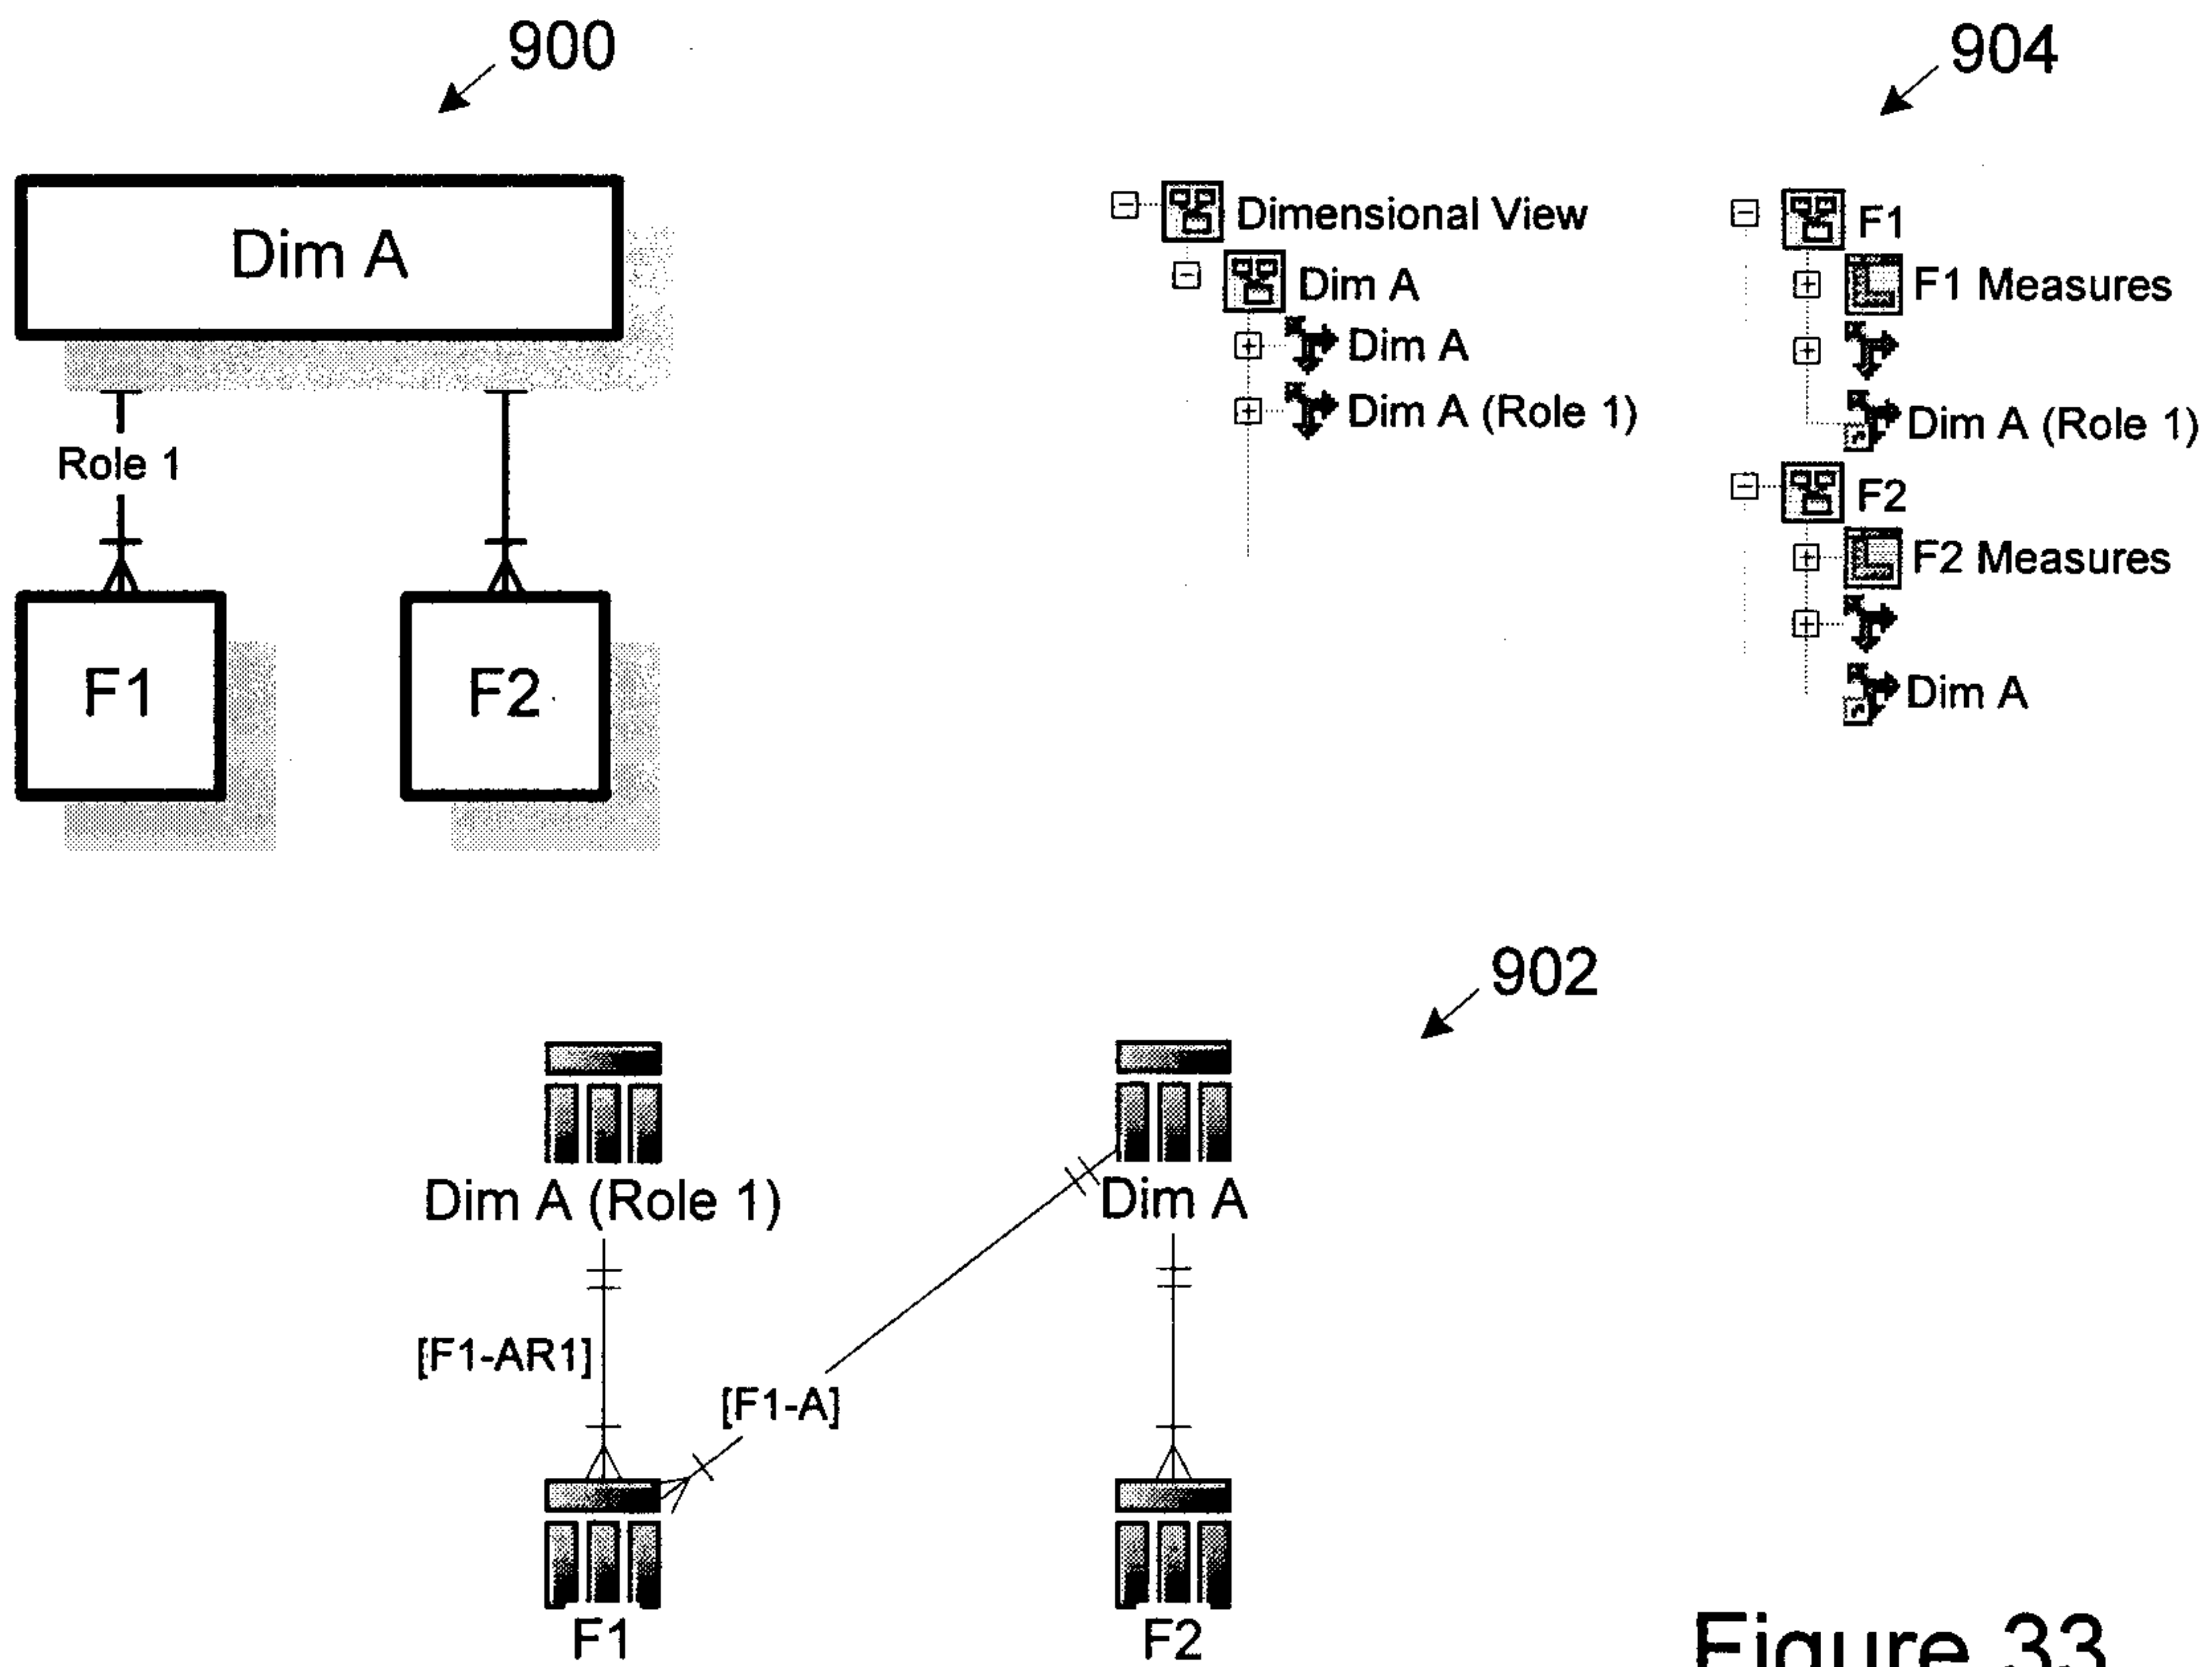 900
Dim A
Role 1
F1
F2
Dimensional View
Dim A
Dim A
Dim A (Role 1)
904
F1
F1 Measures
Dim A (Role 1)
F2
F2 Measures
Dim A
902
Dim A (Role 1)
Dim A
[F1-AR1]
[F1-A]
F1
F2
Figure 33